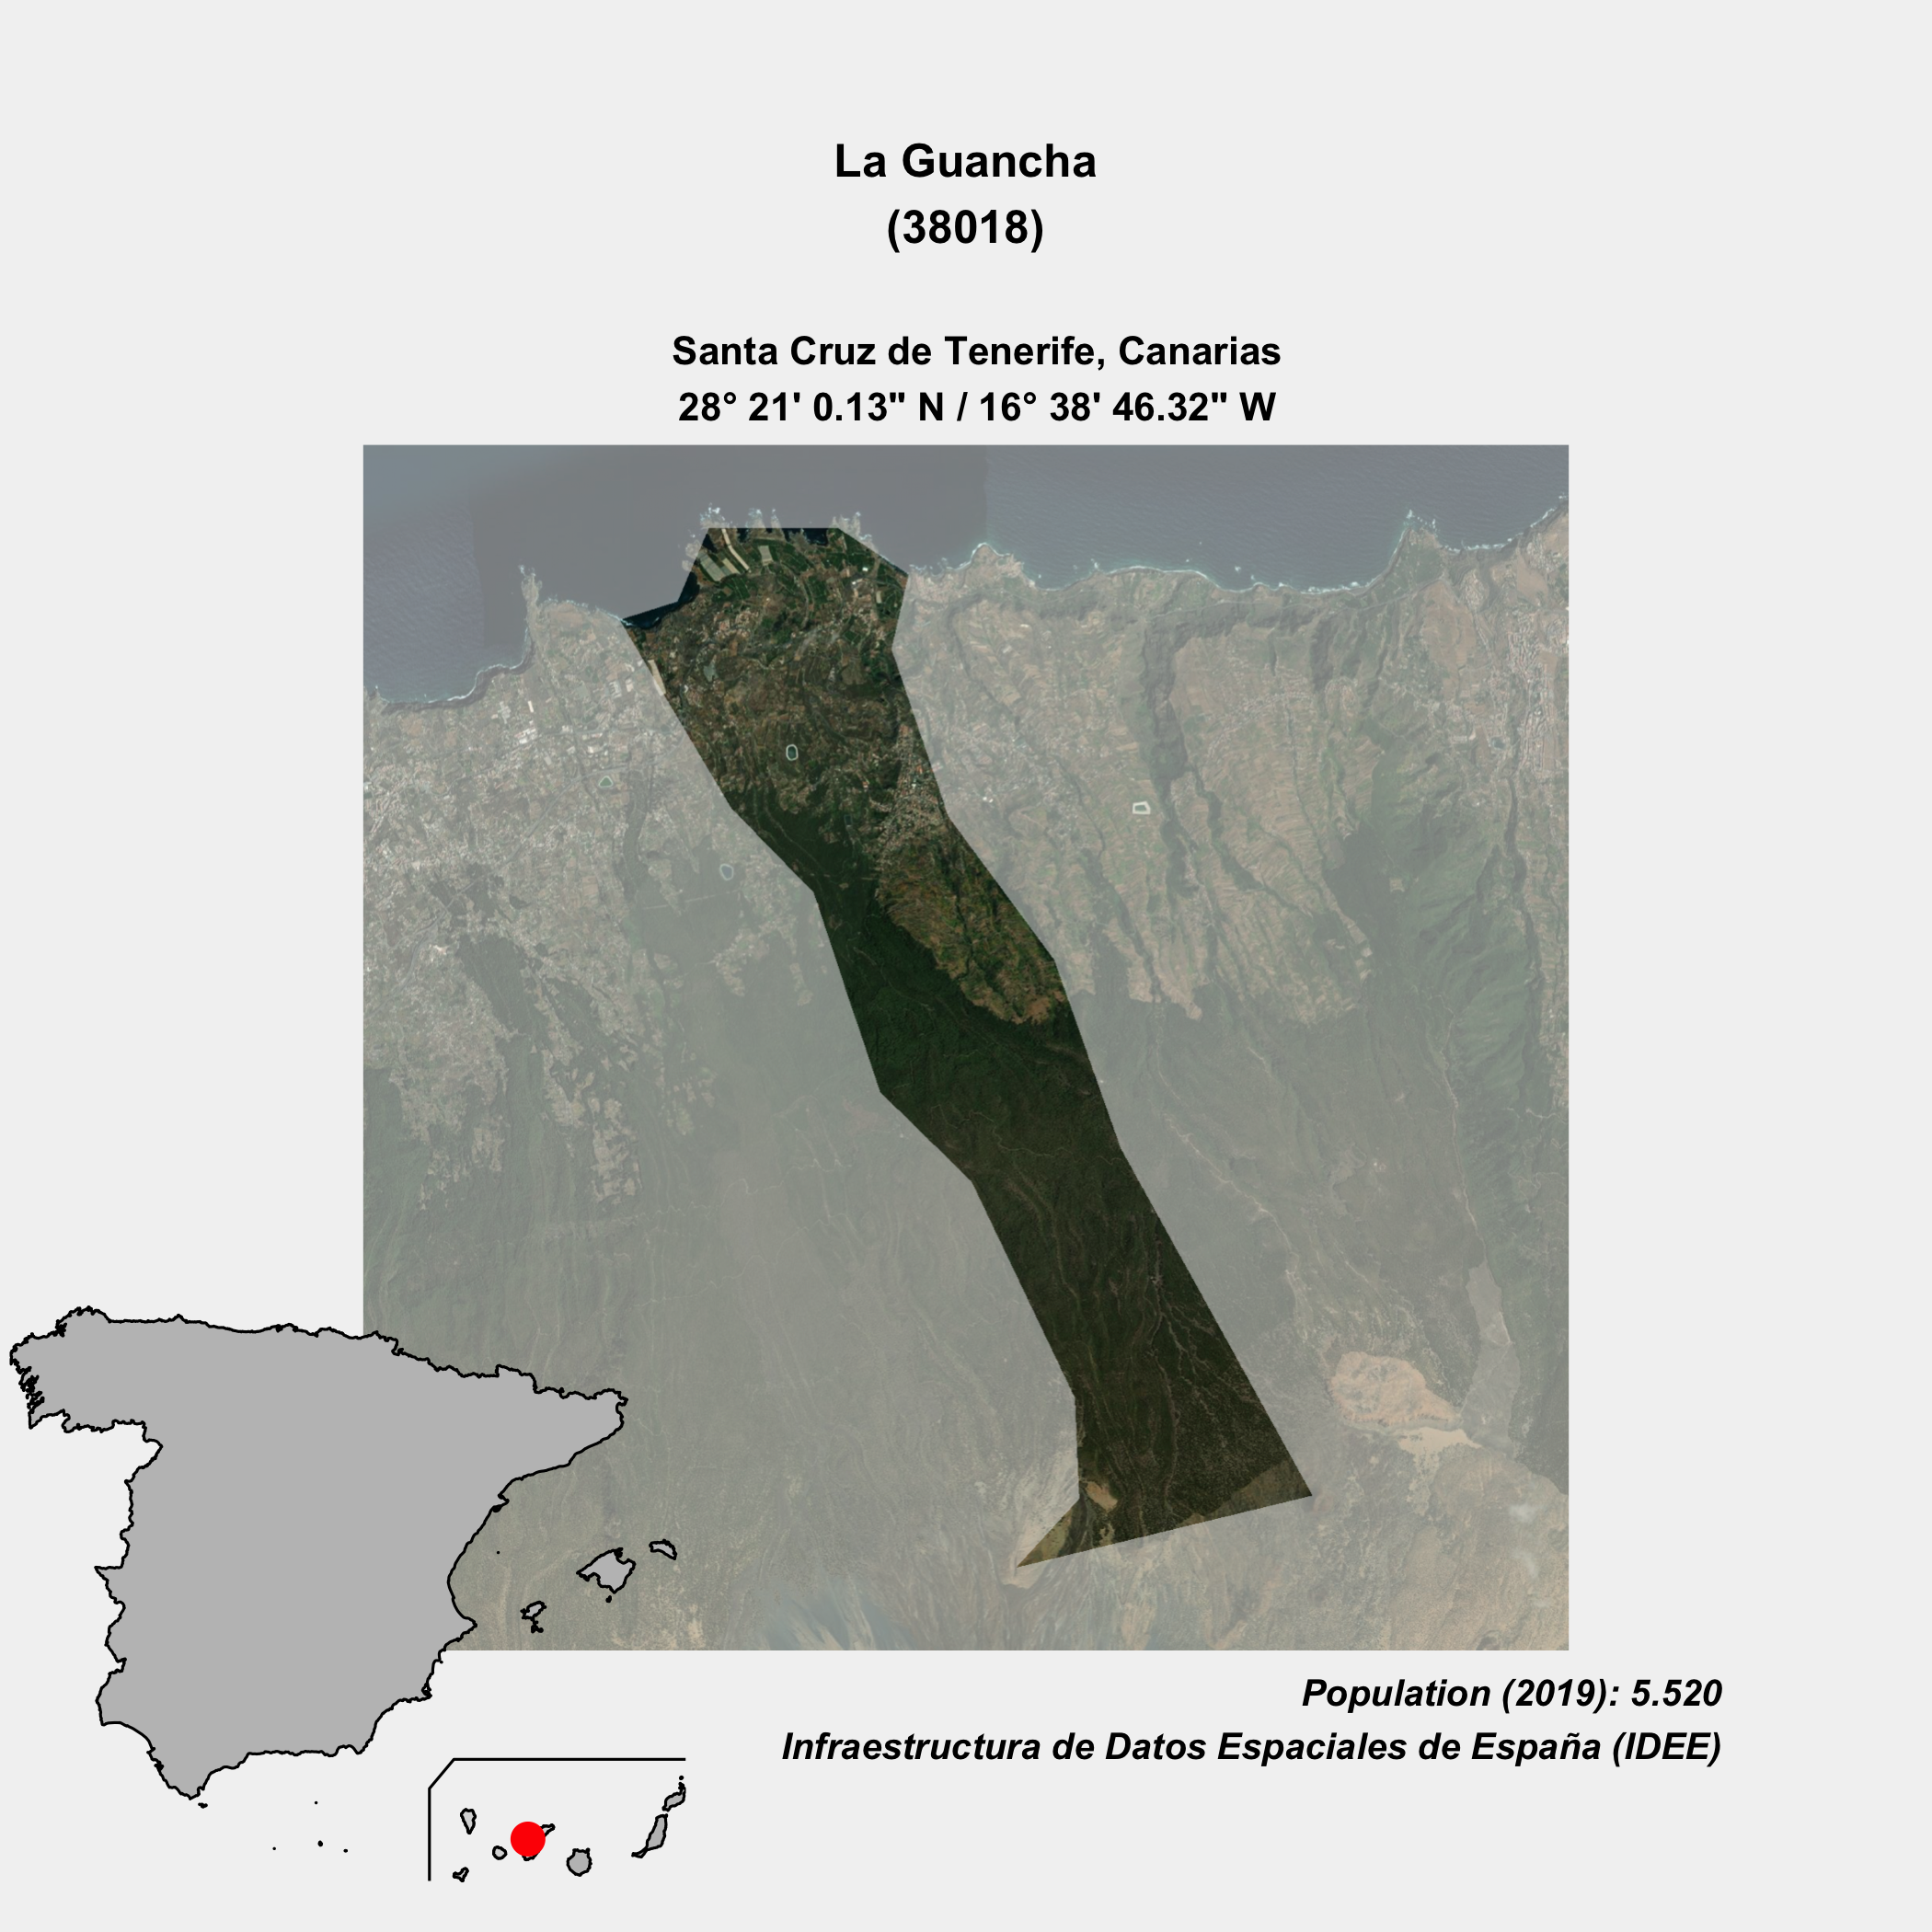 La Guancha
(38018)
Santa Cruz de Tenerife, Canarias
28° 21' 0.13" N / 16° 38' 46.32" W
Population (2019): 5.520
Infraestructura de Datos Espaciales de España (IDEE)